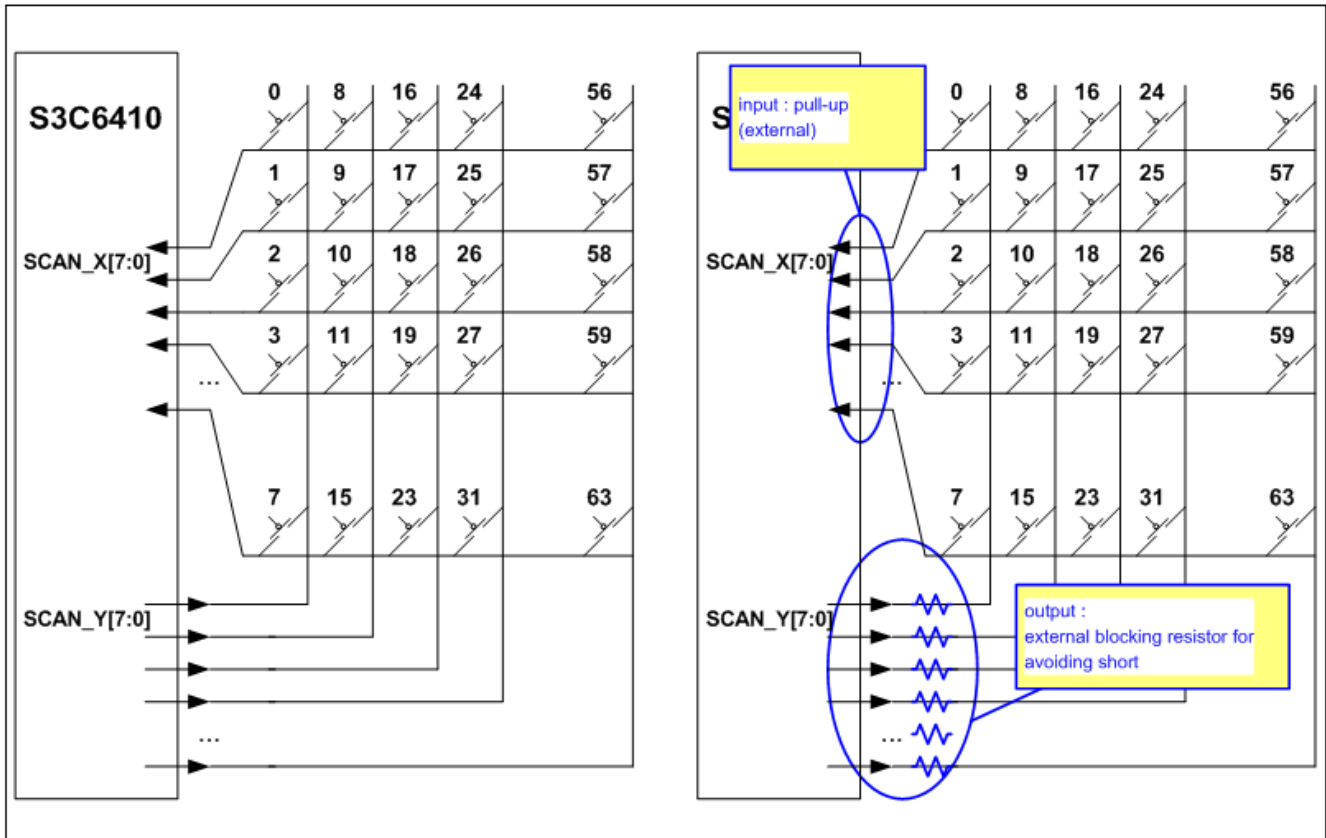 0 8 16 24 56
S3C6410
1 9 17 25 57
SCAN_X[7:0]
2 10 18 26 58
3 11 19 27 59
...
7 15 23 31 63
SCAN_Y[7:0]
...
input : pull-up
(external)
S
0 8 16 24 56
1 9 17 25 57
SCAN_X[7:0]
2 10 18 26 58
3 11 19 27 59
...
7 15 23 31 63
SCAN_Y[7:0]
output :
external blocking resistor for
avoiding short
...